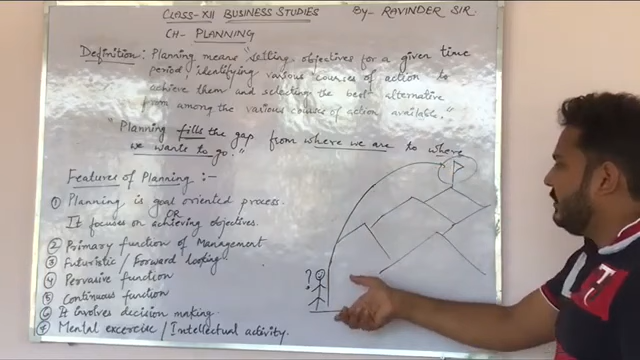 CLASS-XII BUSINESS STUDIES By- RAVINDER SIR.
CH- PLANNING
Definition: Planning means "setting objectives for a given time
period, identifying various courses of action to
achieve them and selecting the best alternative
from among the various courses of action available."
"Planning fills the gap from where we are to where
we wants to go."
Features of Planning :-
① Planning is goal oriented process.
OR
It focuses on achieving objectives.
② Primary function of Management
③ Futuristic / Forward looking
④ Pervasive function
⑤ Continuous function
⑥ It involves decision making.
⑦ Mental excercise / Intellectual activity.
?